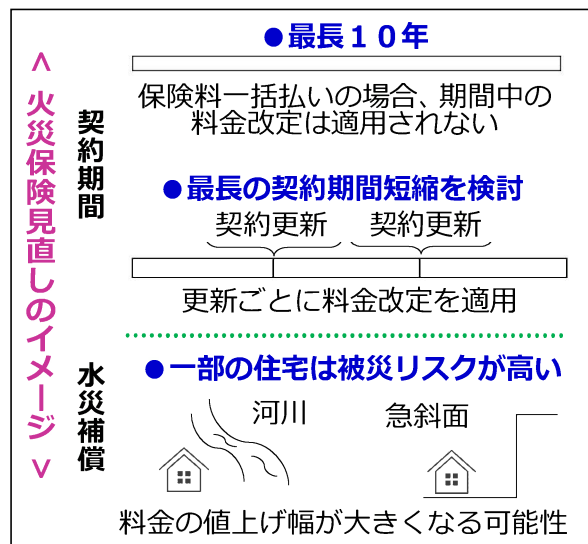 ＜火災保険見直しのイメージ＞
契約期間
●最長１０年
保険料一括払いの場合、期間中の
料金改定は適用されない
●最長の契約期間短縮を検討
契約更新 契約更新
更新ごとに料金改定を適用
水災補償
●一部の住宅は被災リスクが高い
河川 急斜面
料金の値上げ幅が大きくなる可能性